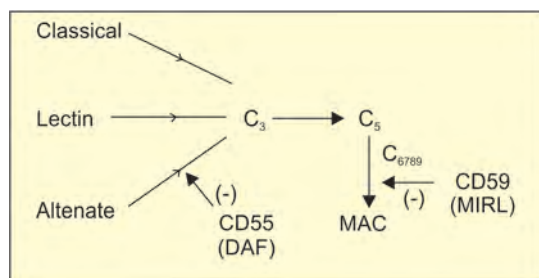 Classical
Lectin
C₃
C₅
C₆₇₈₉
Altenate
(-)
CD55
(DAF)
MAC
(-)
CD59
(MIRL)